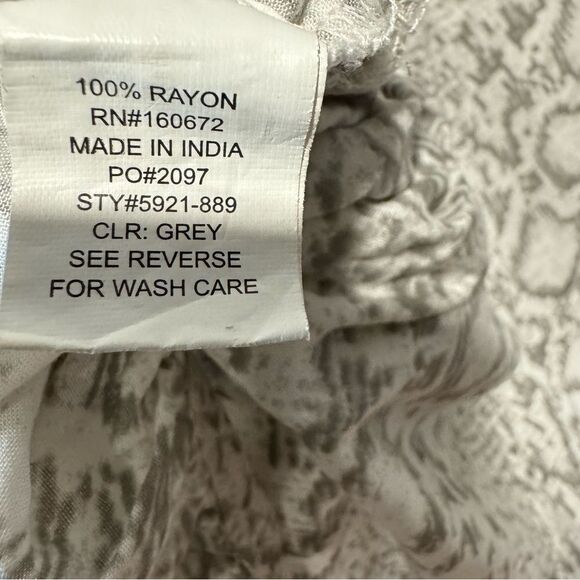 100% RAYON
RN#160672
MADE IN INDIA
PO#2097
STY#5921-889
CLR: GREY
SEE REVERSE
FOR WASH CARE